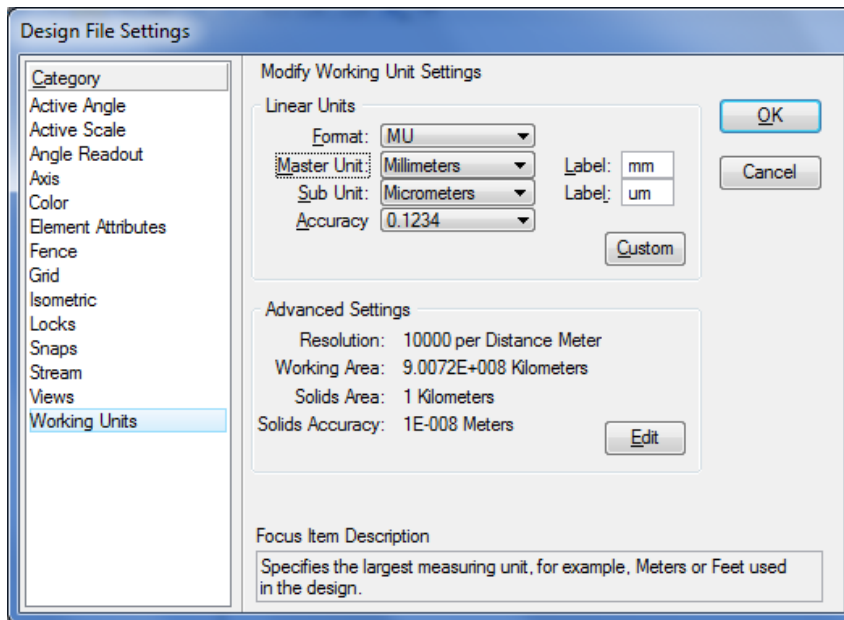 Design File Settings
Category
Active Angle
Active Scale
Angle Readout
Axis
Color
Element Attributes
Fence
Grid
Isometric
Locks
Snaps
Stream
Views
Working Units
Modify Working Unit Settings
Linear Units
Format: MU
Master Unit: Millimeters Label: mm
Sub Unit: Micrometers Label: um
Accuracy 0.1234
Custom
Advanced Settings
Resolution: 10000 per Distance Meter
Working Area: 9.0072E+008 Kilometers
Solids Area: 1 Kilometers
Solids Accuracy: 1E-008 Meters
Edit
Focus Item Description
Specifies the largest measuring unit, for example, Meters or Feet used
in the design.
OK
Cancel